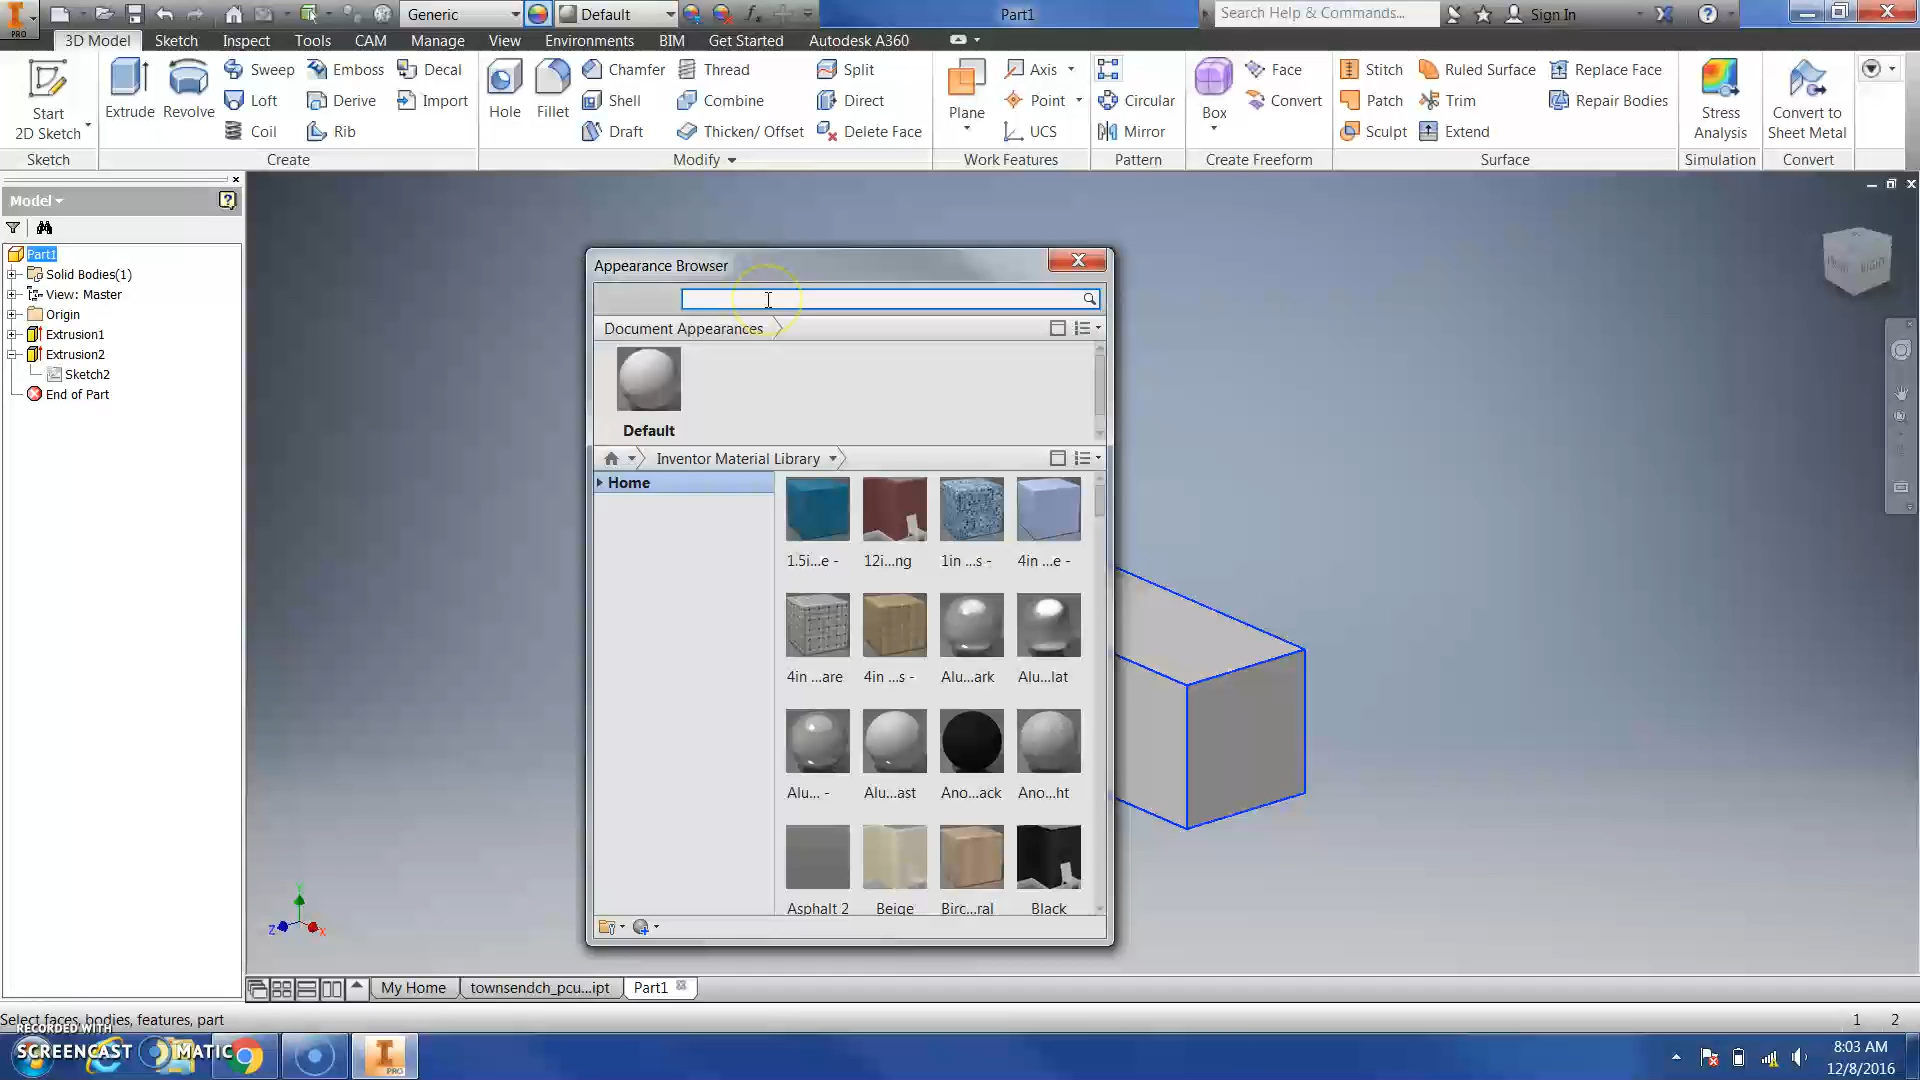 Generic
Default
Part1
Search Help & Commands...
Sign In
PRO
3D Model
Sketch
Inspect
Tools
CAM
Manage
View
Environments
BIM
Get Started
Autodesk A360
Start
2D Sketch
Extrude
Revolve
Sweep
Loft
Coil
Emboss
Derive
Rib
Decal
Import
Hole
Fillet
Chamfer
Shell
Draft
Thread
Combine
Thicken/ Offset
Split
Direct
Delete Face
Plane
Axis
Point
UCS
Circular
Mirror
Box
Face
Convert
Stitch
Patch
Sculpt
Ruled Surface
Trim
Extend
Replace Face
Repair Bodies
Stress
Analysis
Convert to
Sheet Metal
Sketch
Create
Modify
Work Features
Pattern
Create Freeform
Surface
Simulation
Convert
Model
Part1
Solid Bodies(1)
View: Master
Origin
Extrusion1
Extrusion2
Sketch2
End of Part
Appearance Browser
Document Appearances
Default
Inventor Material Library
Home
1.5i...e -
12i...ng
1in ...s -
4in ...e -
4in ...are
4in ...s -
Alu...ark
Alu...lat
Alu... -
Alu...ast
Ano...ack
Ano...ht
Asphalt 2
Beige
Birc...ral
Black
RIGHT
Y
Z
X
My Home
townsendch_pcu...ipt
Part1
Select faces, bodies, features, part
1
2
RECORDED WITH
SCREENCAST MATIC
PRO
8:03 AM
12/8/2016